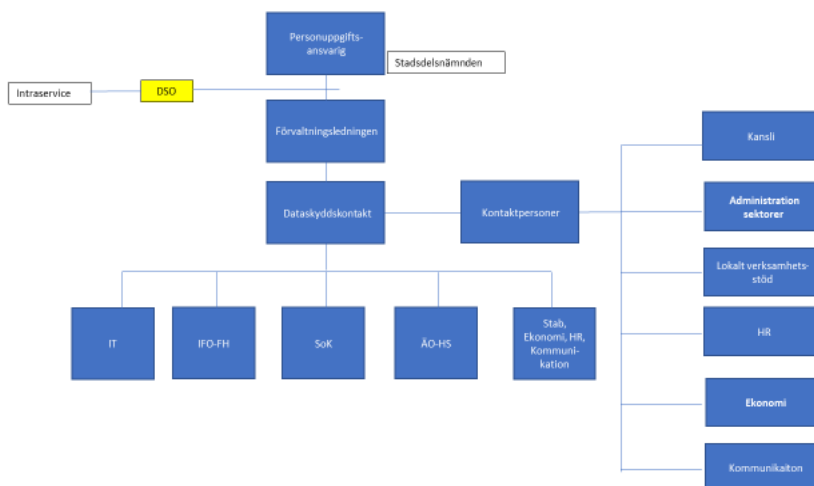 Personuppgifts-
ansvarig
Stadsdelsnämnden
Intraservice
DSO
Förvaltningsledningen
Kansli
Dataskyddskontakt
Kontaktpersoner
Administration
sektorer
Lokalt verksamhets-
stöd
IT
IFO-FH
SoK
ÄO-HS
Stab,
Ekonomi, HR,
Kommuni-
kation
HR
Ekonomi
Kommunikaiton